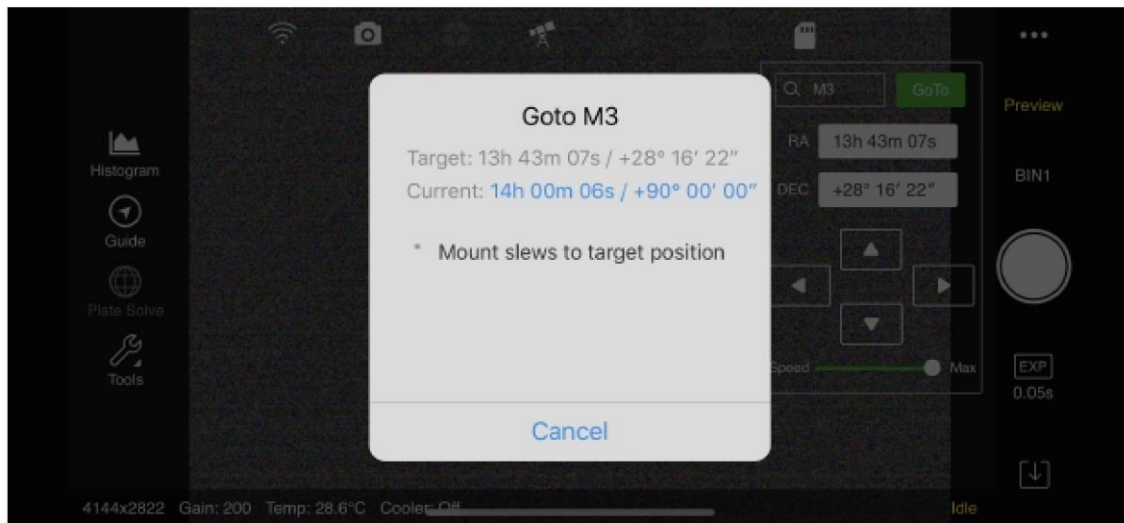 M3
GoTo
Preview
Goto M3
Target: 13h 43m 07s / +28° 16′ 22″
Current: 14h 00m 06s / +90° 00′ 00″
Mount slews to target position
Cancel
RA 13h 43m 07s
DEC +28° 16′ 22″
Speed Max
Histogram
Guide
Plate Solve
Tools
BIN1
EXP
0.05s
4144x2822 Gain: 200 Temp: 28.6°C Cooler: Off
Idle